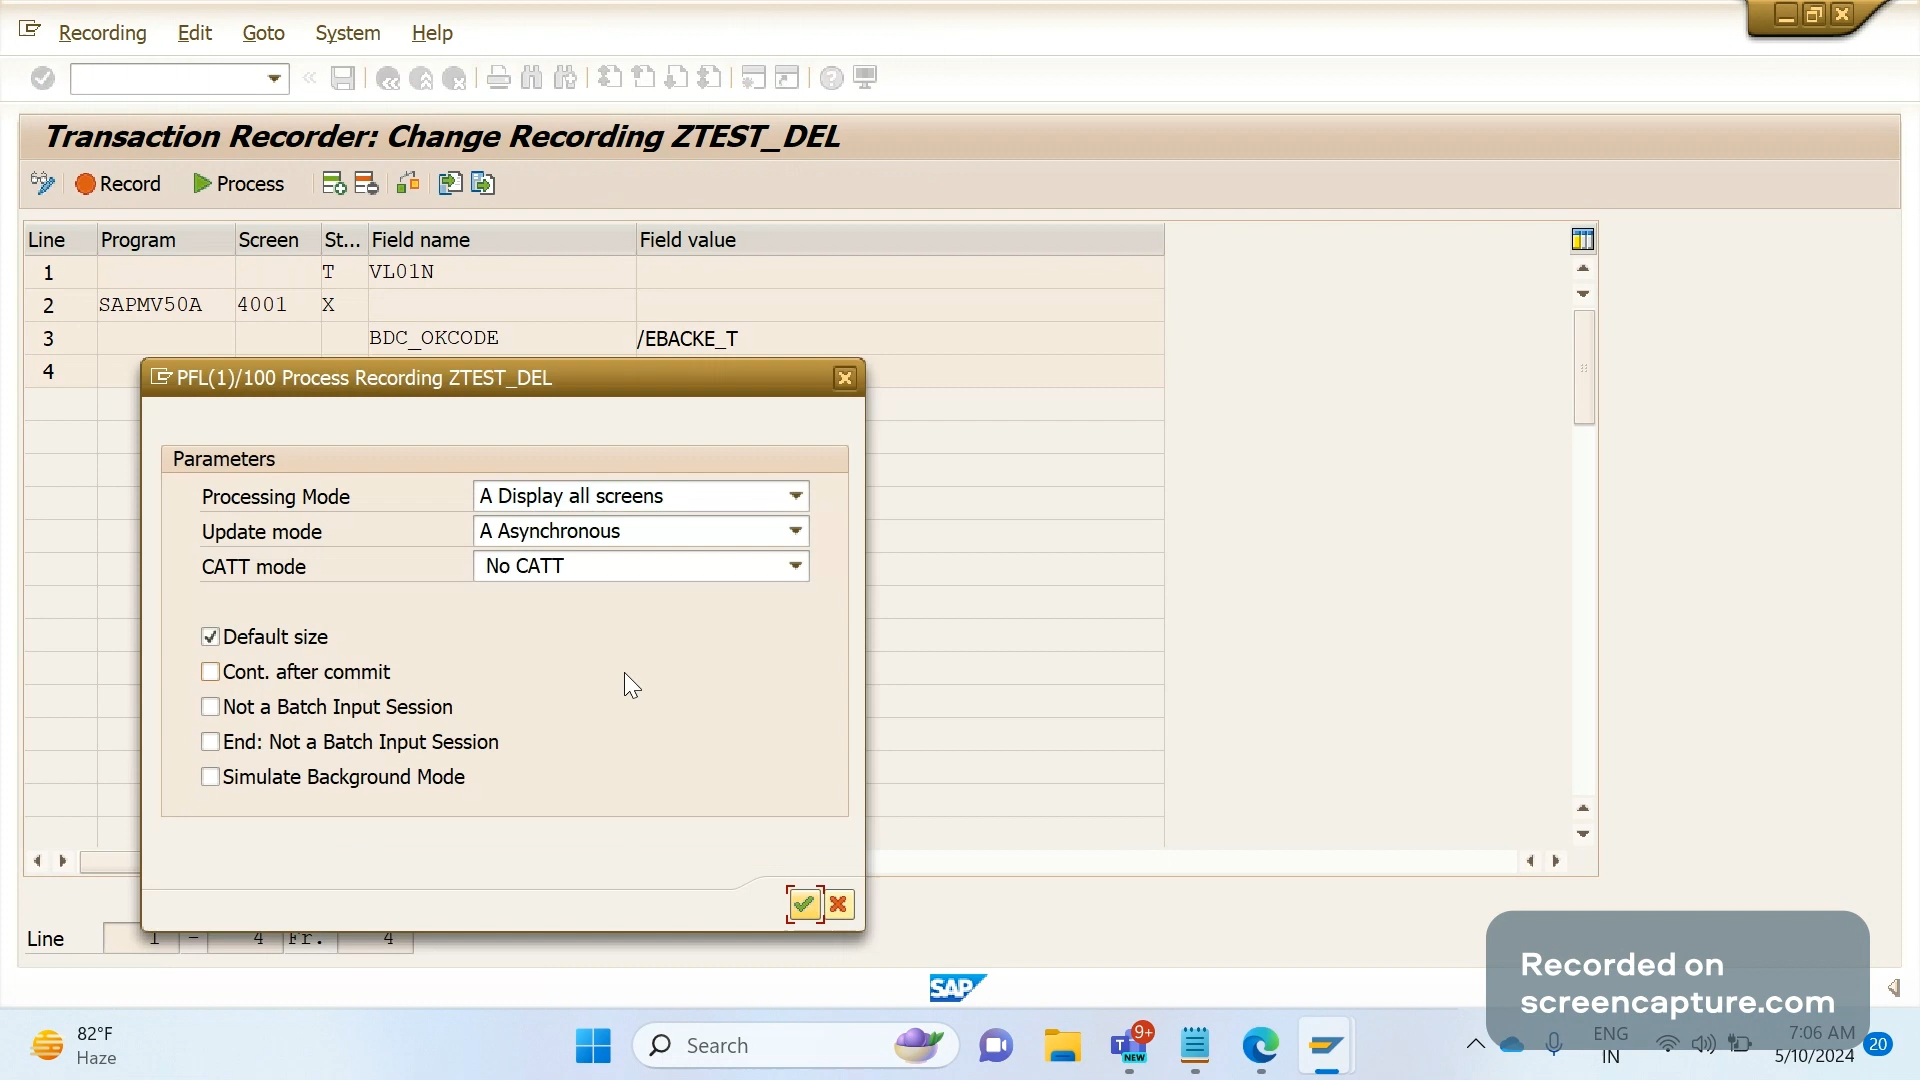 Recording Edit Goto System Help
Transaction Recorder: Change Recording ZTEST_DEL
Record Process
Line Program Screen St... Field name Field value
1 T VL01N
2 SAPMV50A 4001 X
3 BDC_OKCODE /EBACKE_T
4
PFL(1)/100 Process Recording ZTEST_DEL
Parameters
Processing Mode A Display all screens
Update mode A Asynchronous
CATT mode No CATT
Default size
Cont. after commit
Not a Batch Input Session
End: Not a Batch Input Session
Simulate Background Mode
Line 1 - 4 Fr. 4
SAP
Recorded on
screencapture.com
82°F
Haze
Search
9+
T
NEW
ENG
IN
7:06 AM
5/10/2024
20